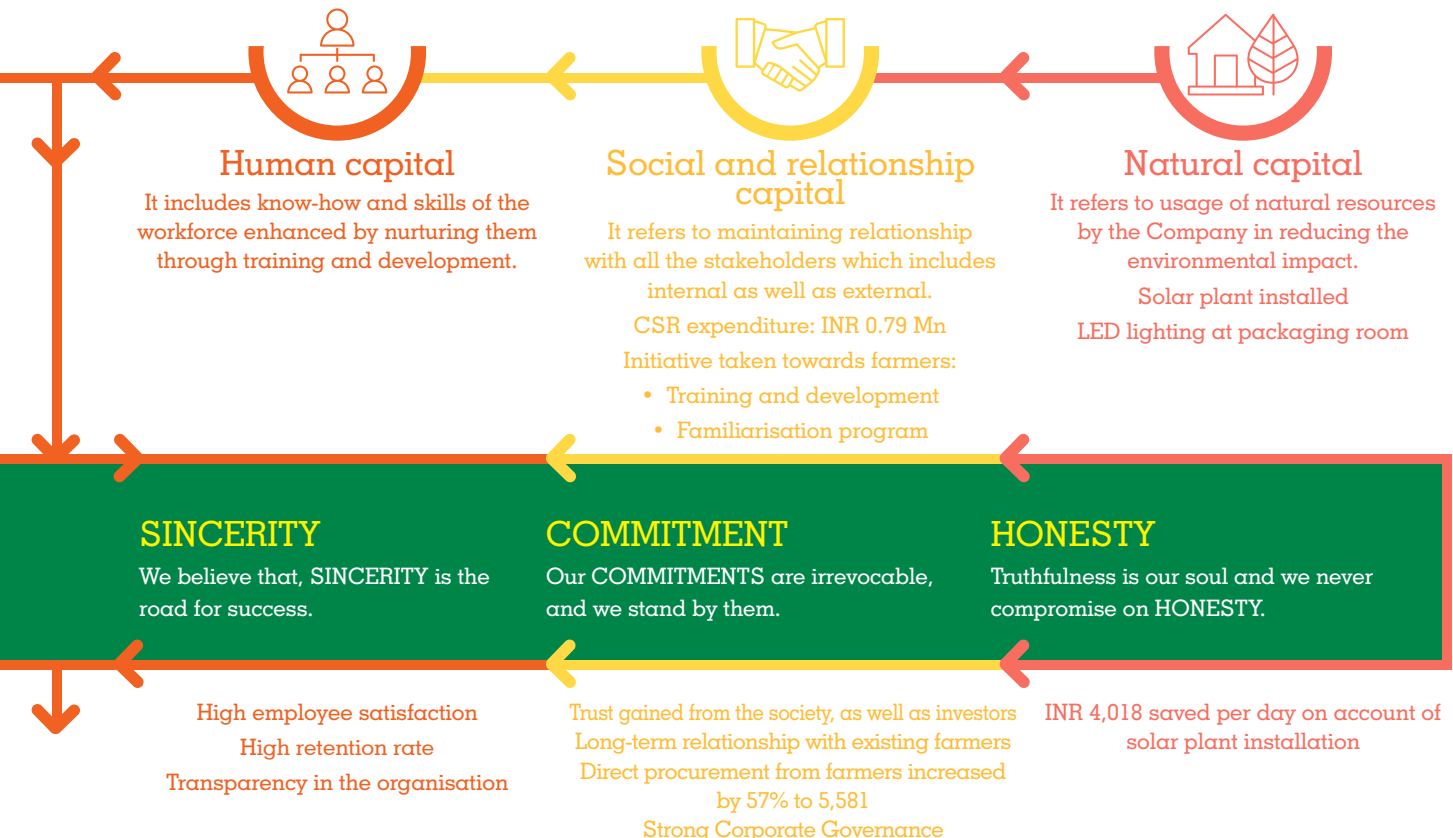 Human capital
It includes know-how and skills of the
workforce enhanced by nurturing them
through training and development.
Social and relationship
capital
It refers to maintaining relationship
with all the stakeholders which includes
internal as well as external.
CSR expenditure: INR 0.79 Mn
Initiative taken towards farmers:
• Training and development
• Familiarisation program
Natural capital
It refers to usage of natural resources
by the Company in reducing the
environmental impact.
Solar plant installed
LED lighting at packaging room
SINCERITY
We believe that, SINCERITY is the
road for success.
COMMITMENT
Our COMMITMENTS are irrevocable,
and we stand by them.
HONESTY
Truthfulness is our soul and we never
compromise on HONESTY.
High employee satisfaction
High retention rate
Transparency in the organisation
Trust gained from the society, as well as investors
Long-term relationship with existing farmers
Direct procurement from farmers increased
by 57% to 5,581
Strong Corporate Governance
INR 4,018 saved per day on account of
solar plant installation